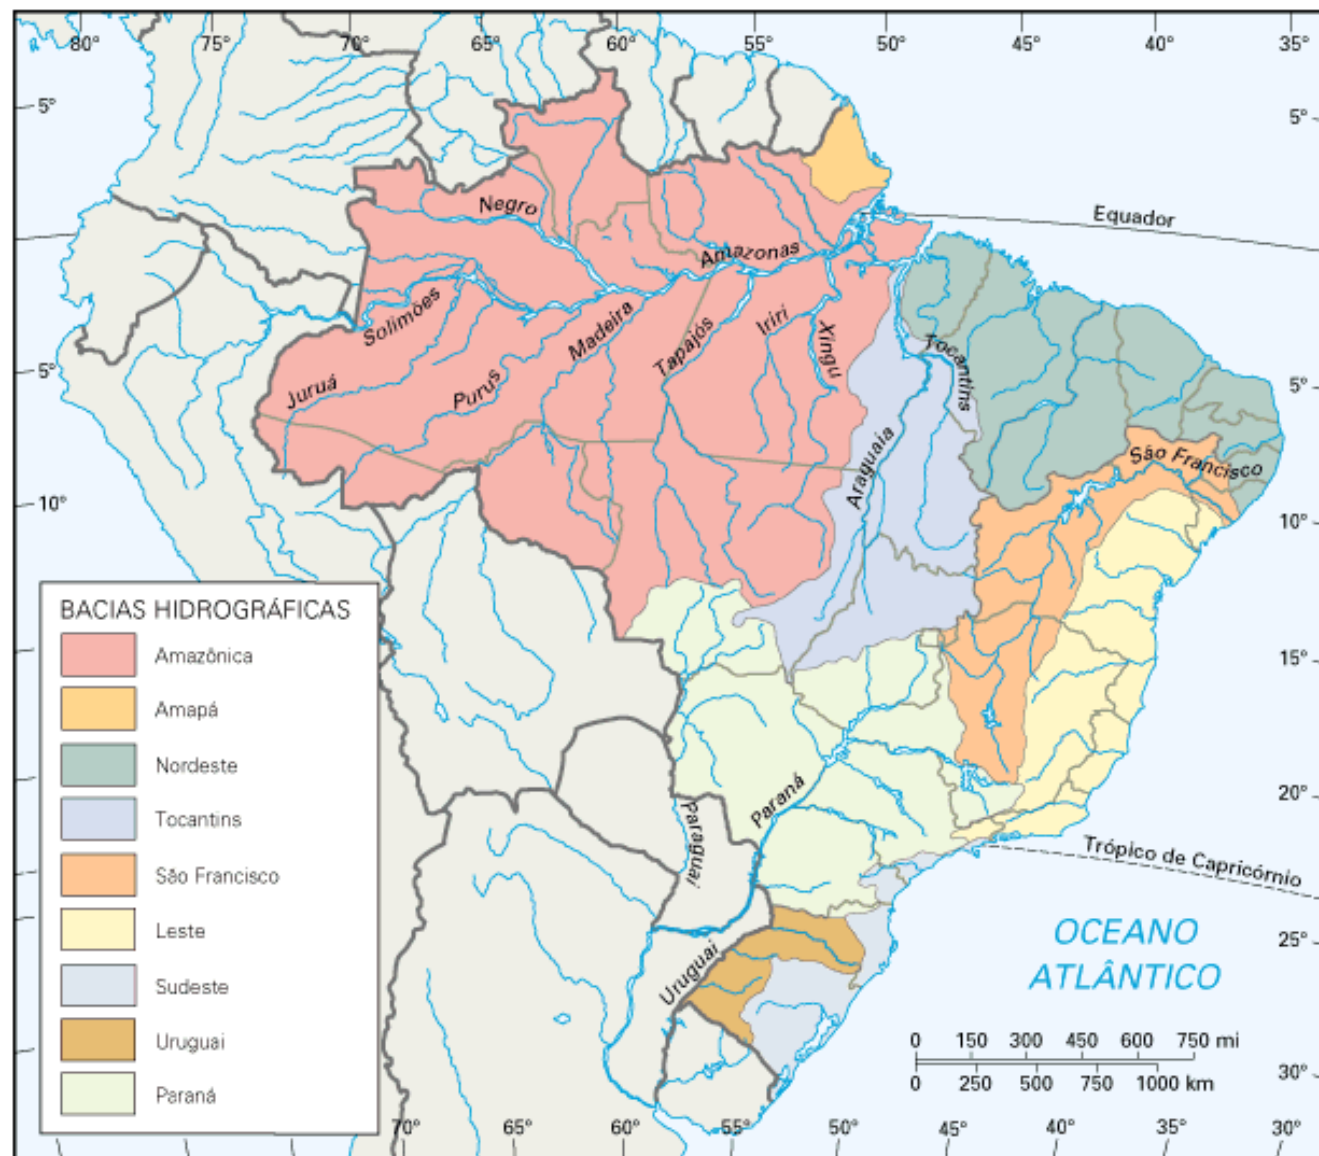 80° 75° 70° 65° 60° 55° 50° 45° 40° 35°
5° 5°
Negro
Equador
Amazonas
Solimões
Madeira
Tapajós
Iriri
Xingu
Tocantins
5° 5°
Juruá
Purus
Araguaia
São Francisco
10° 10°
BACIAS HIDROGRÁFICAS
Amazônica
Amapá
Nordeste
Tocantins
São Francisco
Leste
Sudeste
Uruguai
Paraná
15°
Paraná
Paraguai
20°
Trópico de Capricórnio
Uruguai
25°
OCEANO
ATLÂNTICO
0 150 300 450 600 750 mi
0 250 500 750 1000 km
30°
70° 65° 60° 55° 50° 45° 40° 35° 30°